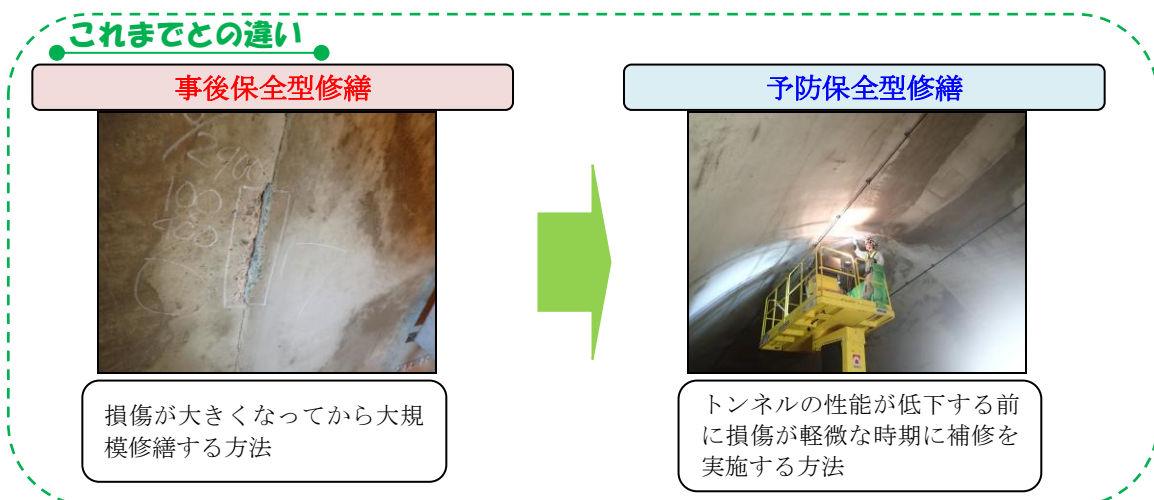 これまでとの違い
事後保全型修繕
予防保全型修繕
損傷が大きくなってから大規
模修繕する方法
トンネルの性能が低下する前
に損傷が軽微な時期に補修を
実施する方法